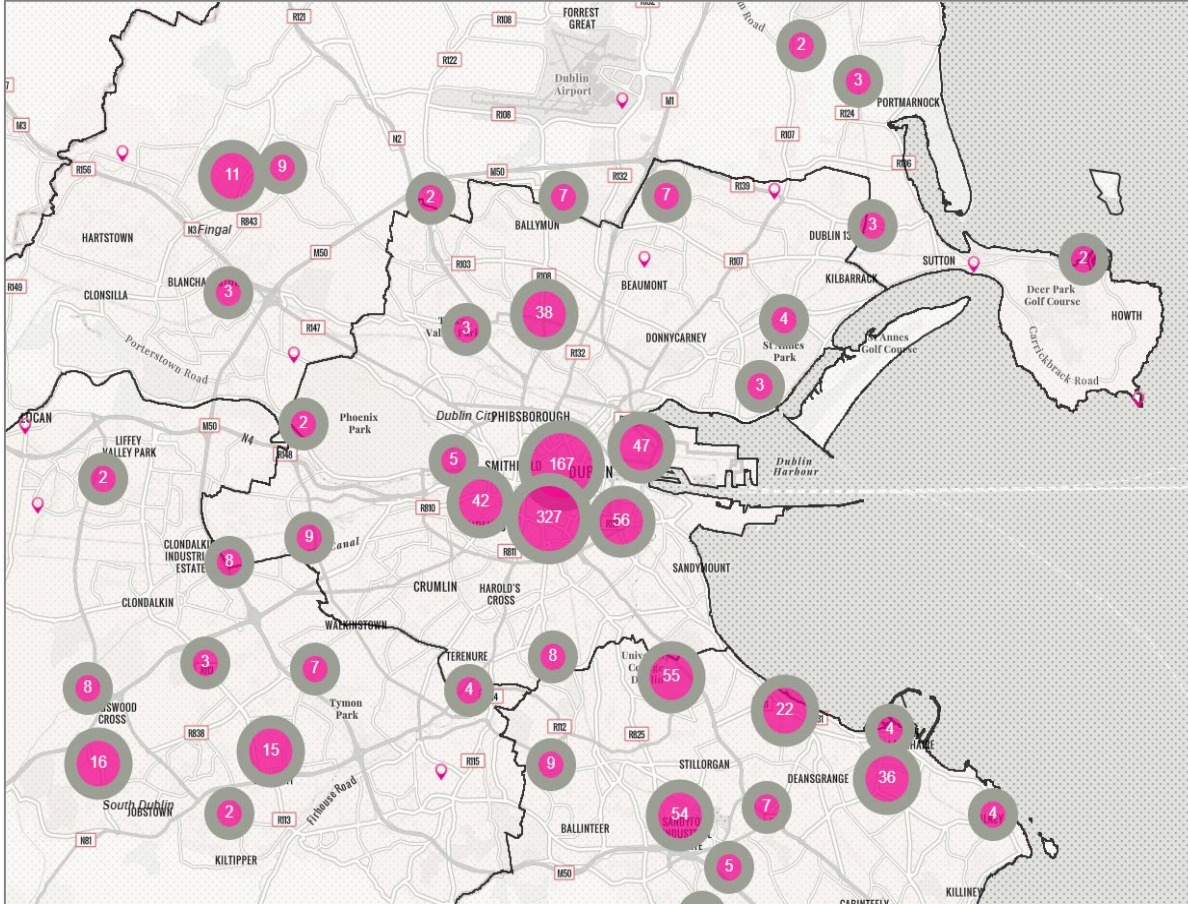 FORREST
GREAT
R121
R108
m Road
2
Dublin
Airport
R122
3
PORTMARNOCK
R108
M1
R107
R124
M3
N2
R156
11
9
M50
R132
R139
2
7
7
R843
N3
Fingal
BALLYMUN
3
DUBLIN 13
HARTSTOWN
M50
R103
R108
R107
SUTTON
2
R149
CLONSILLA
3
BEAUMONT
KILBARRACK
Deer Park
Golf Course
HOWTH
38
4
R147
3
DONNYCARNEY
St Annes
Park
St Annes
Golf Course
Porterstown Road
R132
Carrickbrack Road
3
Phoenix
Park
2
Dublin City
PHIBSBOROUGH
LUCAN
M50
N4
LIFFEY
VALLEY PARK
R148
47
5
167
Dublin
Harbour
2
42
R810
327
56
9
Canal
R811
CLONDALKIN
INDUSTRIAL
ESTATE
8
SANDYMOUNT
CRUMLIN
HAROLD'S
CROSS
CLONDALKIN
WALKINSTOWN
3
7
TERENURE
8
55
8
4
Tymon
Park
22
R838
R112
R825
4
16
15
R115
9
STILLORGAN
DEANSGRANGE
36
South Dublin
JOBSTOWN
2
R113
Firhouse Road
54
7
4
BALLINTEER
N81
KILTIPPER
M50
5
KILLINEY